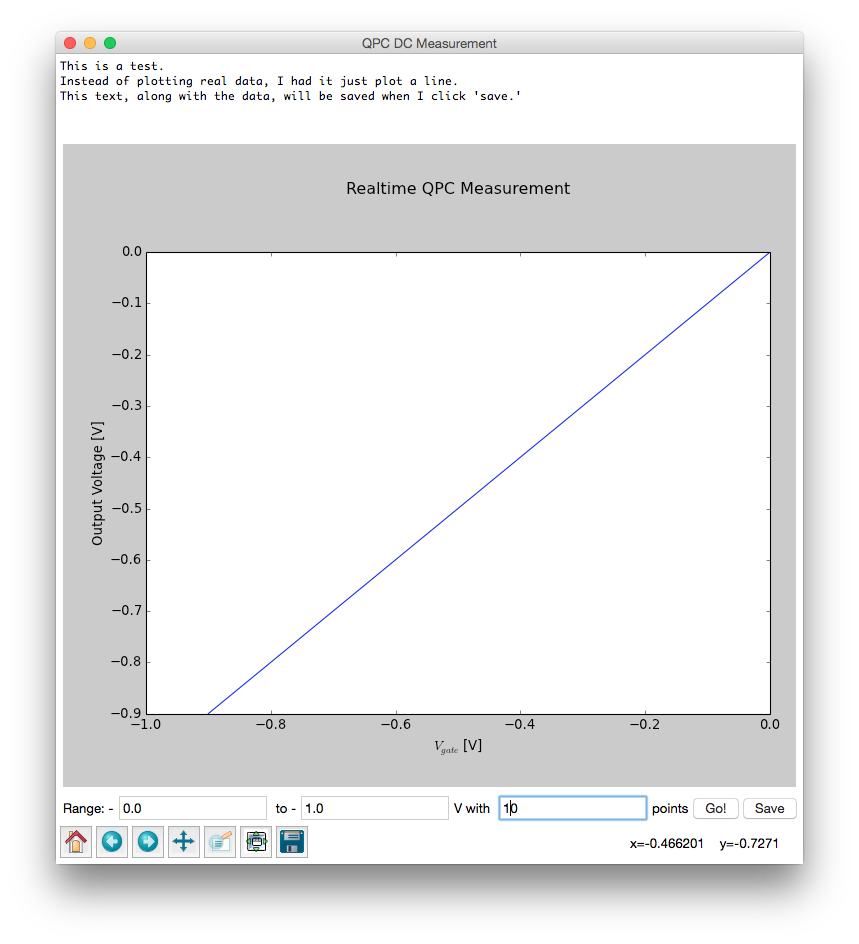 QPC DC Measurement
This is a test.
Instead of plotting real data, I had it just plot a line.
This text, along with the data, will be saved when I click 'save.'
Realtime QPC Measurement
0.0
−0.1
−0.2
−0.3
−0.4
−0.5
−0.6
−0.7
−0.8
−0.9
Output Voltage [V]
−1.0 −0.8 −0.6 −0.4 −0.2 0.0
Vgate [V]
Range: - 0.0 to - 1.0 V with 10 points Go! Save
x=-0.466201 y=-0.7271